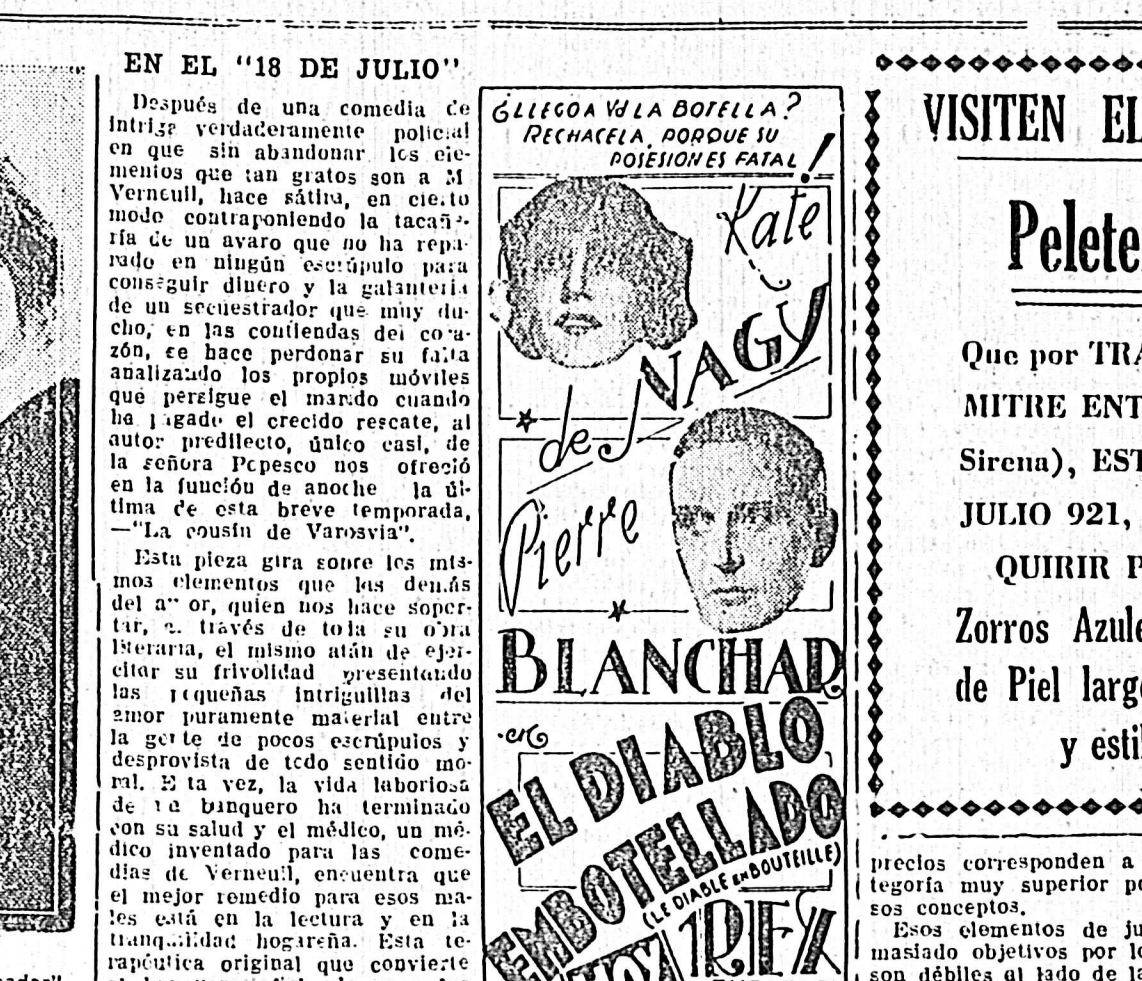 EN EL "18 DE JULIO"
Después de una comedia de
intriga verdaderamente policial
en que sin abandonar los ele-
mentos que tan gratos son a M
Verneuil, hace sátira, en cierto
modo contraponiendo la tacañe-
ría de un avaro que no ha repa-
rado en ningún escrúpulo para
conseguir dinero y la galantería
de un secuestrador que muy du-
cho, en las contiendas del cora-
zón, se hace perdonar su falta
analizando los propios móviles
que persigue el marido cuando
ha pagado el crecido rescate, al
autor predilecto, único casi, de
la señora Popesco nos ofreció
en la función de anoche la úl-
tima de esta breve temporada,
—"La cousin de Varosvia".
Esta pieza gira sobre los mis-
mos elementos que las demás
del autor, quien nos hace sopor-
tar, a través de toda su obra
literaria, el mismo afán de ejer-
citar su frivolidad presentando
las pequeñas intriguillas del
amor puramente material entre
la gente de pocos escrúpulos y
desprovista de todo sentido mo-
ral. Esta vez, la vida laboriosa
de un banquero ha terminado
con su salud y el médico, un mé-
dico inventado para las come-
dias de Verneuil, encuentra que
el mejor remedio para esos ma-
les está en la lectura y en la
tranquilidad hogareña. Esta te-
rapéutica original que convierte
¿LLEGO A Vd LA BOTELLA?
RECHACELA, PORQUE SU
POSESION ES FATAL!
Kate
de NAGY
Pierre
BLANCHAR
en
EL DIABLO
EMBOTELLADO
(LE DIABLE EN BOUTEILLE)
HOY REX
VISITEN EL
Pelete
Que por TRA
MITRE ENT
Sirena), EST
JULIO 921,
QUIRIR P
Zorros Azule
de Piel largo
y estil
precios corresponden a
tegoría muy superior po
sos conceptos.
Esos elementos de ju
masiado objetivos por lo
son débiles al lado de la